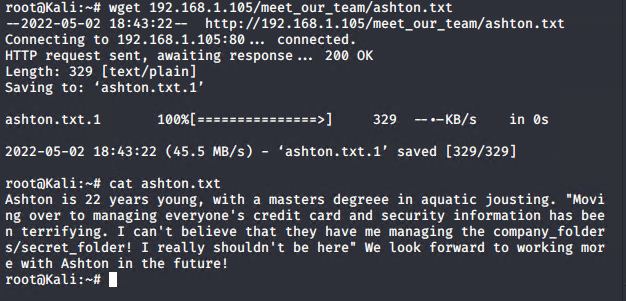 root@Kali:~# wget 192.168.1.105/meet_our_team/ashton.txt
--2022-05-02 18:43:22--  http://192.168.1.105/meet_our_team/ashton.txt
Connecting to 192.168.1.105:80... connected.
HTTP request sent, awaiting response... 200 OK
Length: 329 [text/plain]
Saving to: ‘ashton.txt.1’
ashton.txt.1        100%[===============>]     329  --.-KB/s    in 0s
2022-05-02 18:43:22 (45.5 MB/s) - ‘ashton.txt.1’ saved [329/329]
root@Kali:~# cat ashton.txt
Ashton is 22 years young, with a masters degreee in aquatic jousting. "Movi
ng over to managing everyone's credit card and security information has bee
n terrifying. I can't believe that they have me managing the company_folder
s/secret_folder! I really shouldn't be here" We look forward to working mor
e with Ashton in the future!
root@Kali:~#